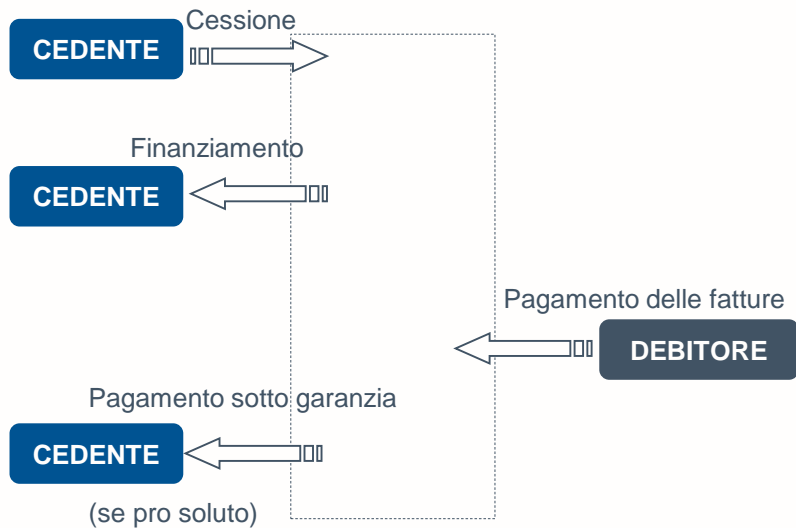 Cessione
CEDENTE
Finanziamento
CEDENTE
Pagamento delle fatture
DEBITORE
Pagamento sotto garanzia
CEDENTE
(se pro soluto)